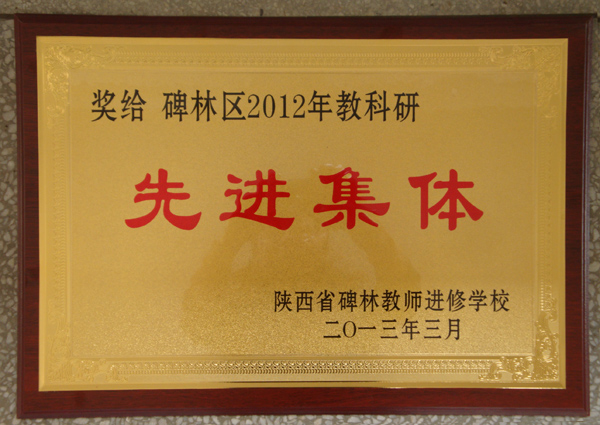 奖给 碑林区2012年教科研
先进集体
陕西省碑林教师进修学校
二〇一三年三月